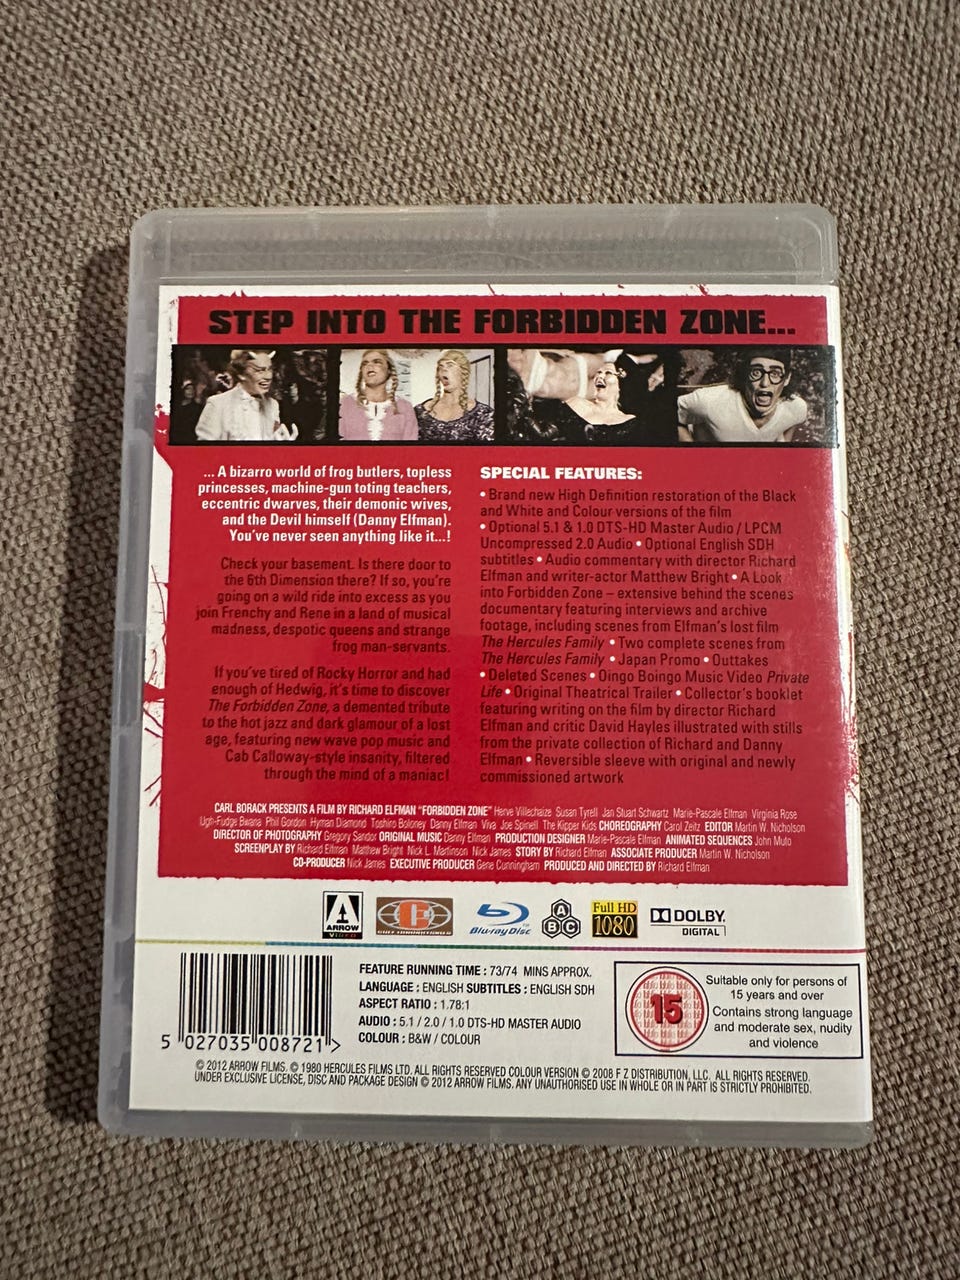 STEP INTO THE FORBIDDEN ZONE...
... A bizarro world of frog butlers, topless
princesses, machine-gun toting teachers,
eccentric dwarves, their demonic wives,
and the Devil himself (Danny Elfman).
You've never seen anything like it...!
Check your basement. Is there door to
the 6th Dimension there? If so, you're
going on a wild ride into excess as you
join Frenchy and Rene in a land of musical
madness, despotic queens and strange
frog man-servants.
If you've tired of Rocky Horror and had
enough of Hedwig, it's time to discover
The Forbidden Zone, a demented tribute
to the hot jazz and dark glamour of a lost
age, featuring new wave pop music and
Cab Calloway-style insanity, filtered
through the mind of a maniac!
SPECIAL FEATURES:
• Brand new High Definition restoration of the Black
and White and Colour versions of the film
• Optional 5.1 & 1.0 DTS-HD Master Audio / LPCM
Uncompressed 2.0 Audio • Optional English SDH
subtitles • Audio commentary with director Richard
Elfman and writer-actor Matthew Bright • A Look
into Forbidden Zone – extensive behind the scenes
documentary featuring interviews and archive
footage, including scenes from Elfman's lost film
The Hercules Family • Two complete scenes from
The Hercules Family • Japan Promo • Outtakes
• Deleted Scenes • Oingo Boingo Music Video Private
Life • Original Theatrical Trailer • Collector's booklet
featuring writing on the film by director Richard
Elfman and critic David Hayles illustrated with stills
from the private collection of Richard and Danny
Elfman • Reversible sleeve with original and newly
commissioned artwork
CARL BORACK PRESENTS A FILM BY RICHARD ELFMAN "FORBIDDEN ZONE" Herve Villechaize Susan Tyrell Jan Stuart Schwartz Marie-Pascale Elfman Virginia Rose
Ugh-Fudge Bwana Phil Gordon Hyman Diamond Toshiro Boloney Danny Elfman Viva Joe Spinell The Kipper Kids CHOREOGRAPHY Carol Zeitz EDITOR Martin W. Nicholson
DIRECTOR OF PHOTOGRAPHY Gregory Sandor ORIGINAL MUSIC Danny Elfman PRODUCTION DESIGNER Marie-Pascale Elfman ANIMATED SEQUENCES John Muto
SCREENPLAY BY Richard Elfman Matthew Bright Nick L. Martinson Nick James STORY BY Richard Elfman ASSOCIATE PRODUCER Martin W. Nicholson
CO-PRODUCER Nick James EXECUTIVE PRODUCER Gene Cunningham PRODUCED AND DIRECTED BY Richard Elfman
A ARROW VIDEO
Blu-ray Disc
A B C
Full HD 1080
DOLBY DIGITAL
5 027035 008721 >
FEATURE RUNNING TIME : 73/74 MINS APPROX.
LANGUAGE : ENGLISH SUBTITLES : ENGLISH SDH
ASPECT RATIO : 1.78:1
AUDIO : 5.1 / 2.0 / 1.0 DTS-HD MASTER AUDIO
COLOUR : B&W / COLOUR
15
Suitable only for persons of
15 years and over
Contains strong language
and moderate sex, nudity
and violence
© 2012 ARROW FILMS. © 1980 HERCULES FILMS LTD. ALL RIGHTS RESERVED COLOUR VERSION © 2008 F Z DISTRIBUTION, LLC. ALL RIGHTS RESERVED.
UNDER EXCLUSIVE LICENSE, DISC AND PACKAGE DESIGN © 2012 ARROW FILMS. ANY UNAUTHORISED USE IN WHOLE OR IN PART IS STRICTLY PROHIBITED.